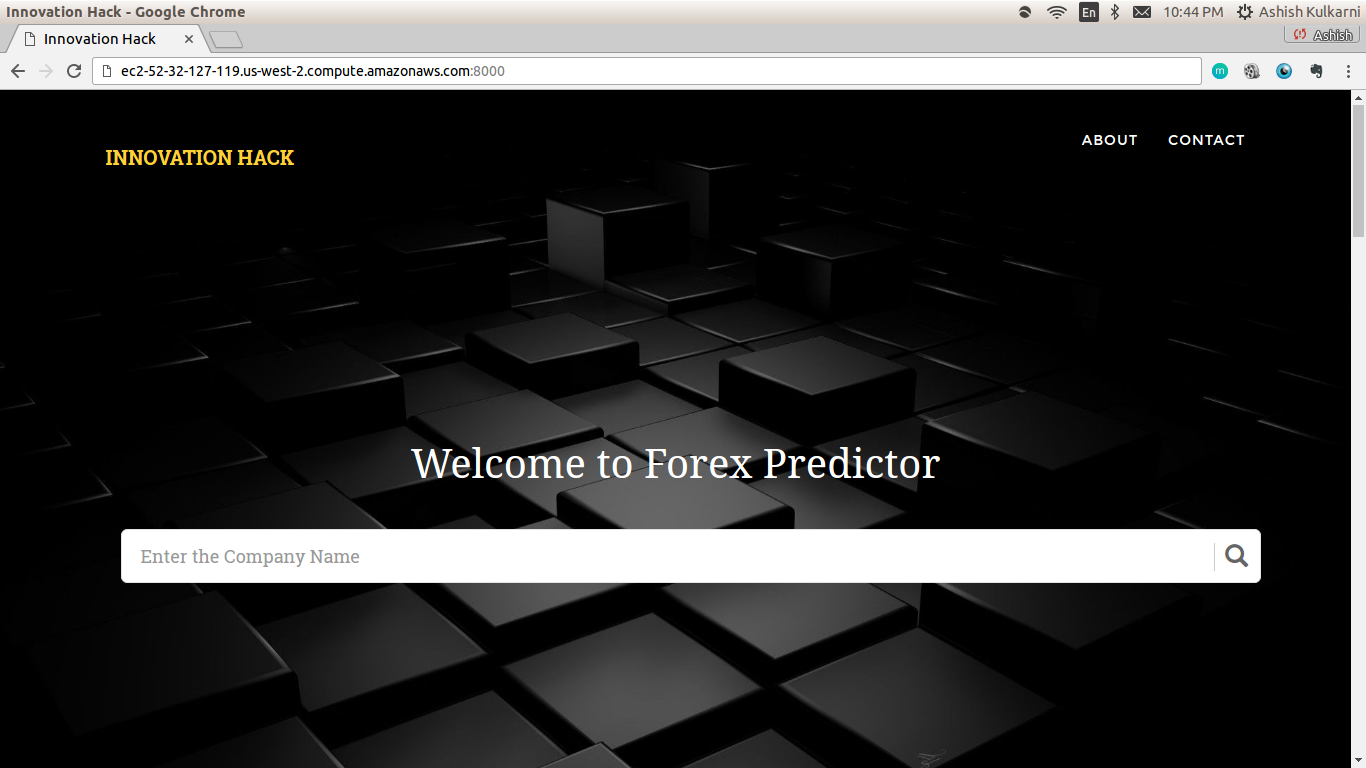 Innovation Hack - Google Chrome
En
10:44 PM
Ashish Kulkarni
Innovation Hack
Ashish
ec2-52-32-127-119.us-west-2.compute.amazonaws.com:8000
m
INNOVATION HACK
ABOUT
CONTACT
Welcome to Forex Predictor
Enter the Company Name